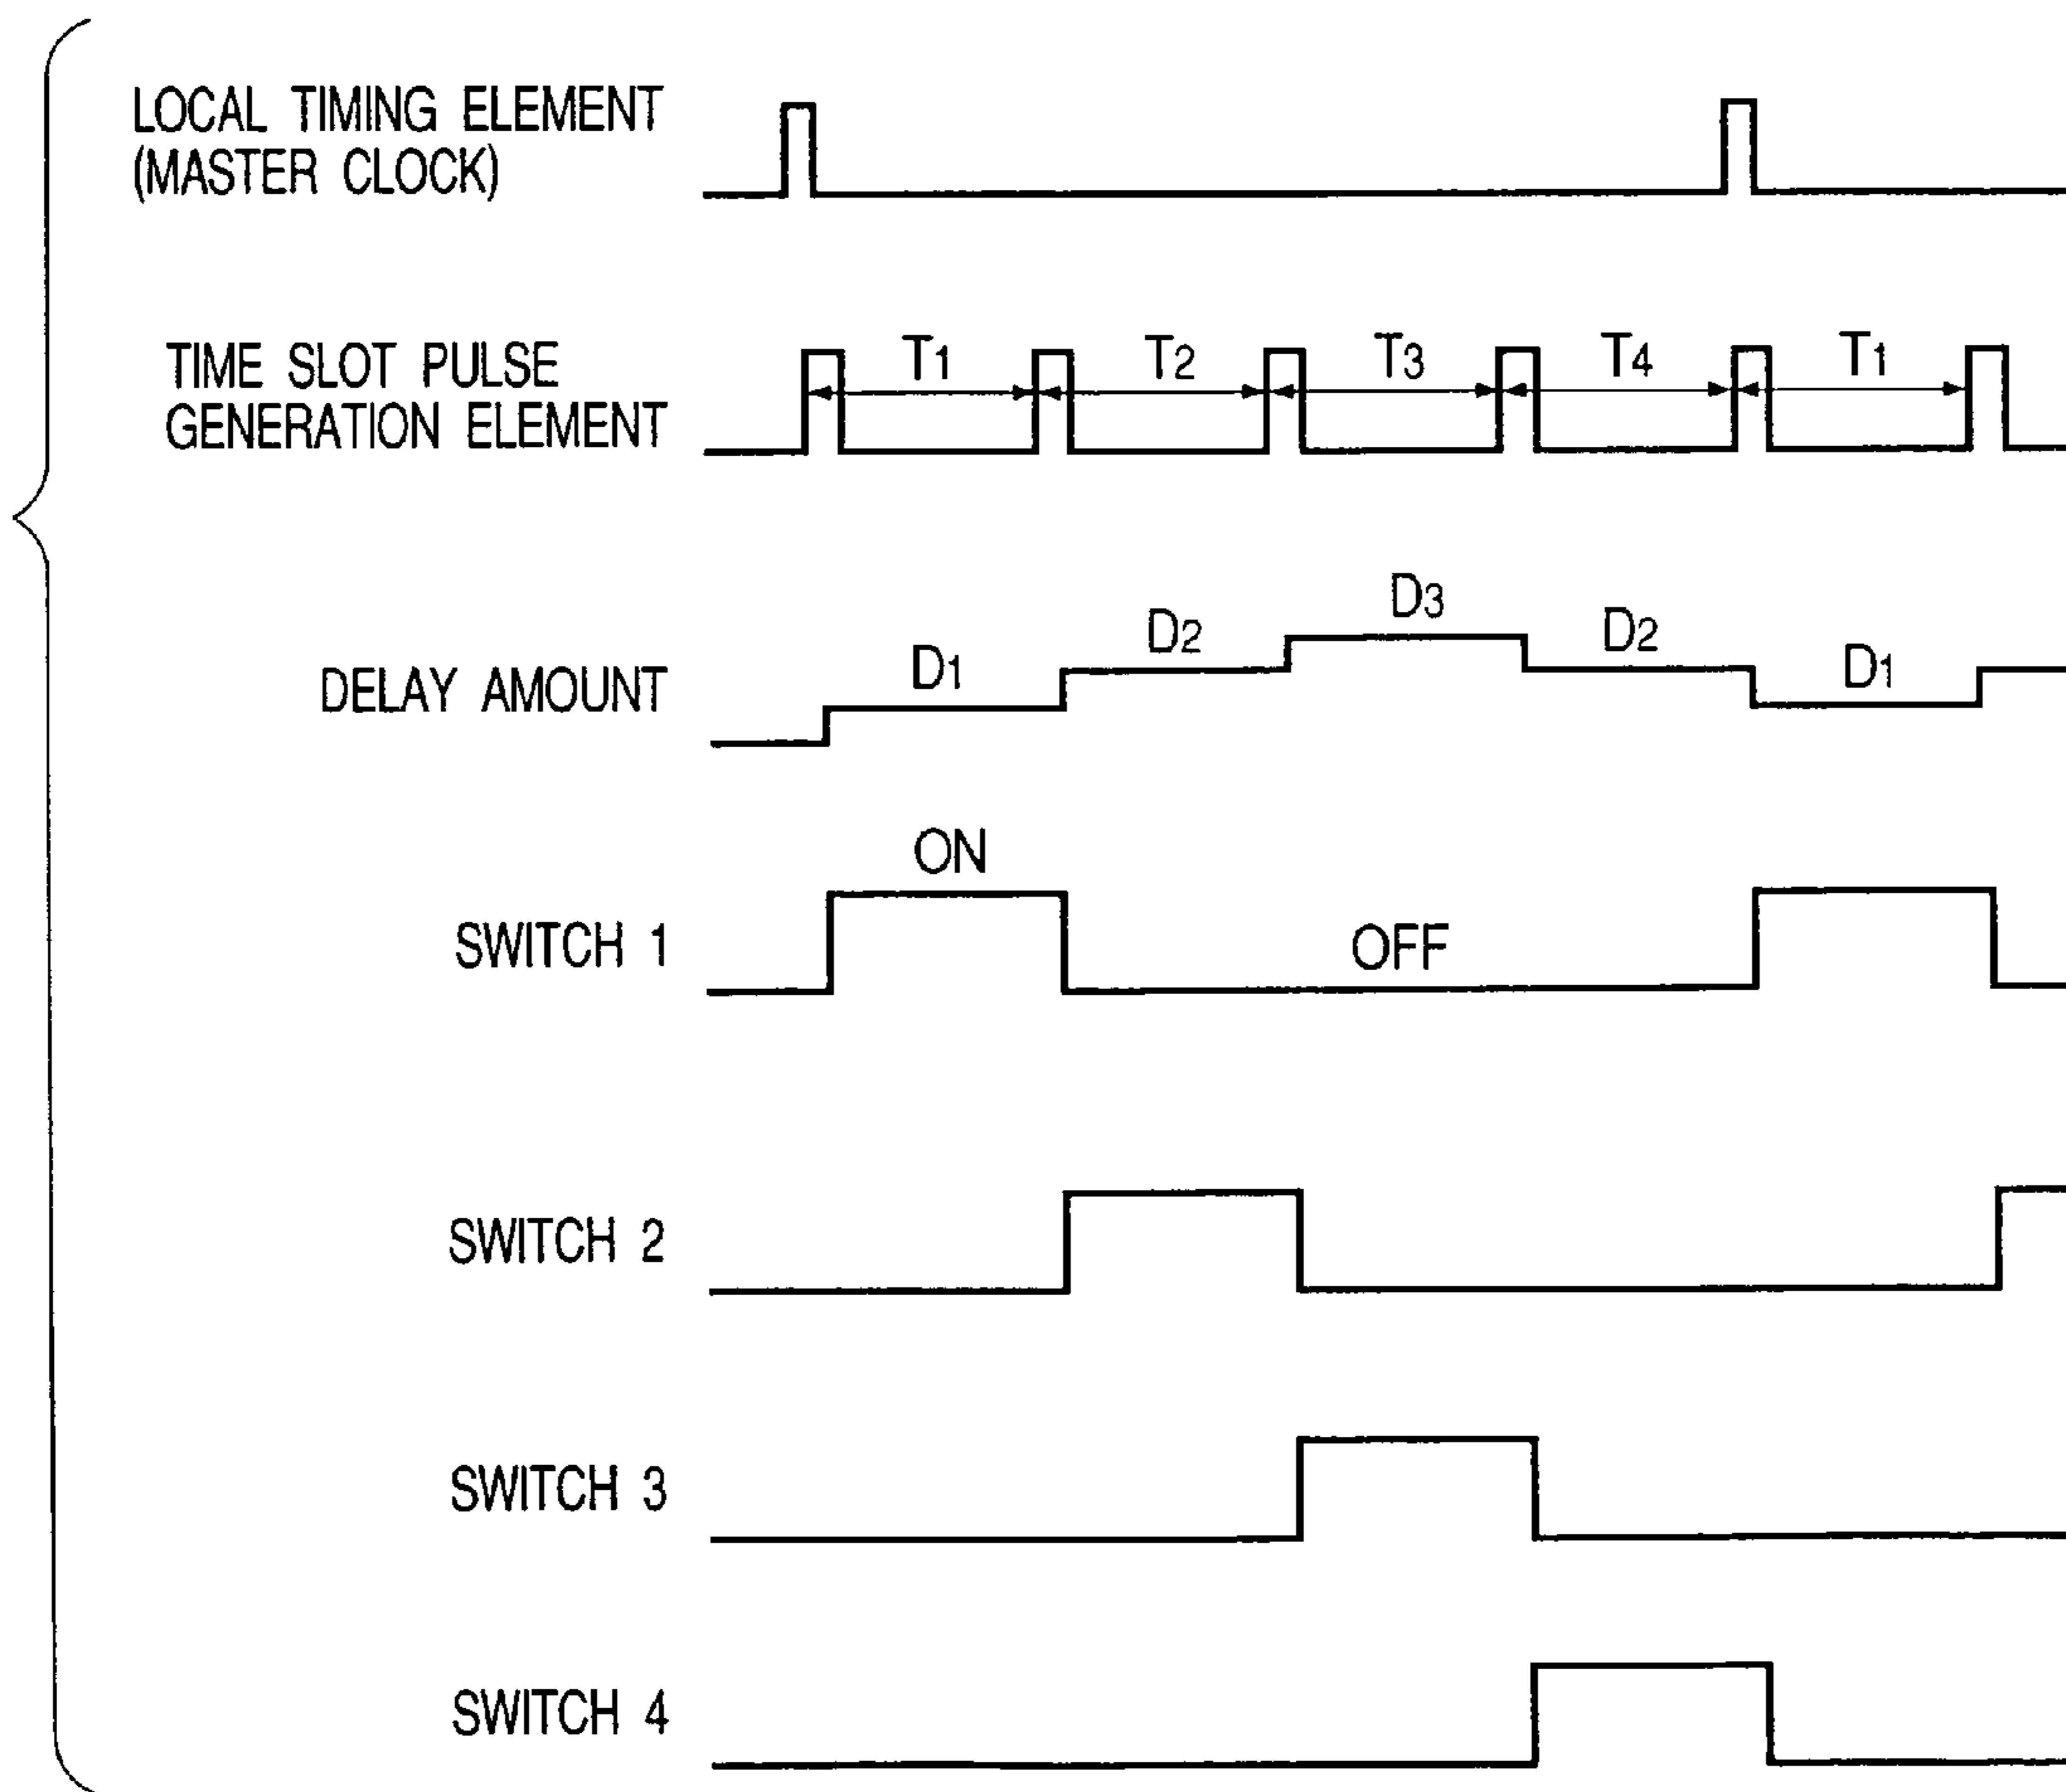 LOCAL TIMING ELEMENT
(MASTER CLOCK)
TIME SLOT PULSE
GENERATION ELEMENT
T1 T2 T3 T4 T1
DELAY AMOUNT
D1 D2 D3 D2 D1
SWITCH 1
ON
OFF
SWITCH 2
SWITCH 3
SWITCH 4